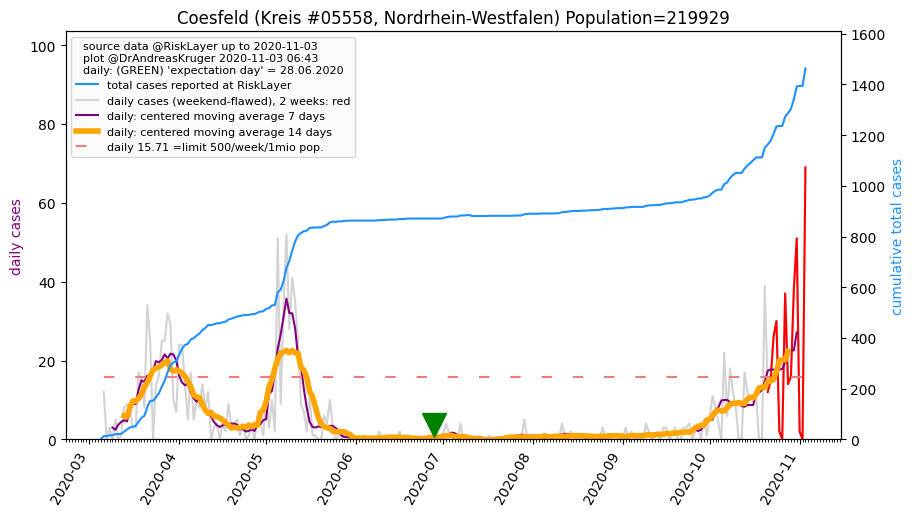 Coesfeld (Kreis #05558, Nordrhein-Westfalen) Population=219929
source data @RiskLayer up to 2020-11-03
plot @DrAndreasKruger 2020-11-03 06:43
daily: (GREEN) 'expectation day' = 28.06.2020
total cases reported at RiskLayer
daily cases (weekend-flawed), 2 weeks: red
daily: centered moving average 7 days
daily: centered moving average 14 days
daily 15.71 =limit 500/week/1mio pop.
daily cases
100
80
60
40
20
0
cumulative total cases
1600
1400
1200
1000
800
600
400
200
0
2020-03
2020-04
2020-05
2020-06
2020-07
2020-08
2020-09
2020-10
2020-11